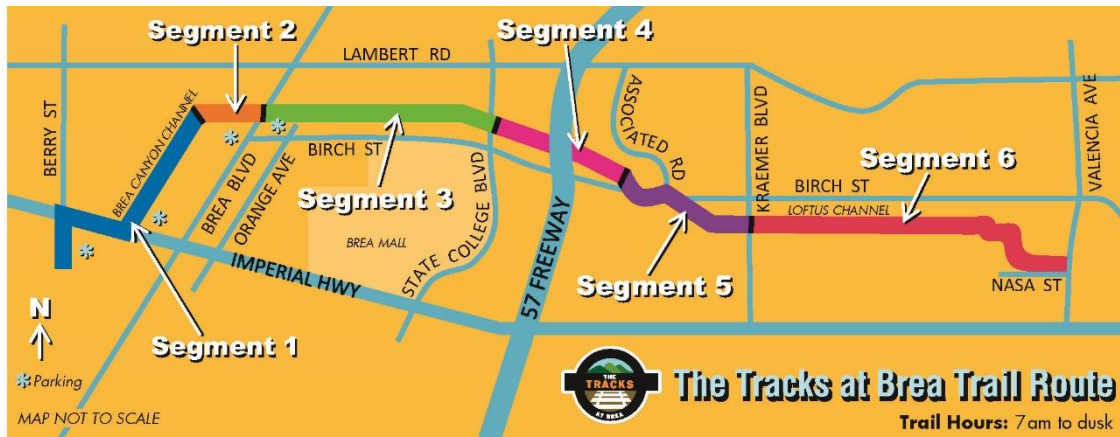 Segment 2
Segment 4
LAMBERT RD
BERRY ST
BREA CANYON CHANNEL
BREA BLVD
ORANGE AVE
BIRCH ST
Segment 3
BREA MALL
STATE COLLEGE BLVD
57 FREEWAY
ASSOCIATED RD
KRAEMER BLVD
Segment 6
BIRCH ST
LOFTUS CHANNEL
VALENCIA AVE
IMPERIAL HWY
Segment 5
NASA ST
N
Segment 1
* Parking
MAP NOT TO SCALE
THE
TRACKS
AT BREA
The Tracks at Brea Trail Route
Trail Hours: 7am to dusk